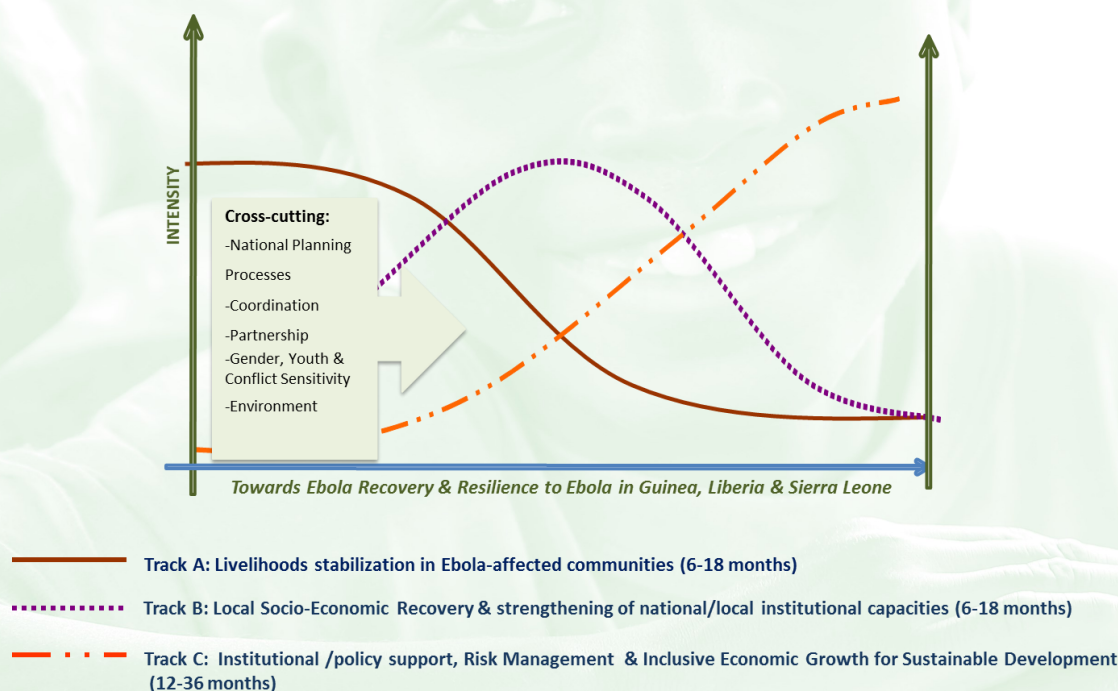 INTENSITY
Cross-cutting:
-National Planning
Processes
-Coordination
-Partnership
-Gender, Youth &
Conflict Sensitivity
-Environment
Towards Ebola Recovery & Resilience to Ebola in Guinea, Liberia & Sierra Leone
Track A: Livelihoods stabilization in Ebola-affected communities (6-18 months)
Track B: Local Socio-Economic Recovery & strengthening of national/local institutional capacities (6-18 months)
Track C: Institutional /policy support, Risk Management & Inclusive Economic Growth for Sustainable Development
(12-36 months)